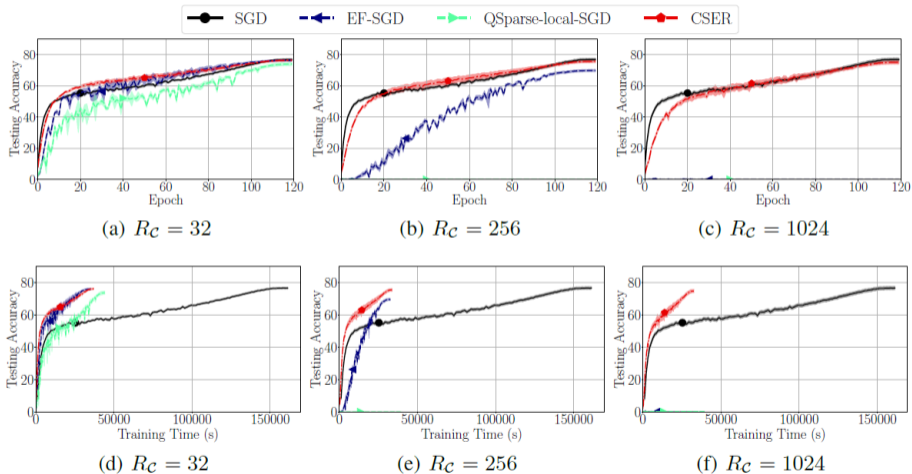 SGD EF-SGD QSparse-local-SGD CSER
Testing Accuracy
80
60
40
20
0
0 20 40 60 80 100 120
Epoch
(a) R_C = 32
Testing Accuracy
80
60
40
20
0
0 20 40 60 80 100 120
Epoch
(b) R_C = 256
Testing Accuracy
80
60
40
20
0
0 20 40 60 80 100 120
Epoch
(c) R_C = 1024
Testing Accuracy
80
60
40
20
0
0 50000 100000 150000
Training Time (s)
(d) R_C = 32
Testing Accuracy
80
60
40
20
0
0 50000 100000 150000
Training Time (s)
(e) R_C = 256
Testing Accuracy
80
60
40
20
0
0 50000 100000 150000
Training Time (s)
(f) R_C = 1024